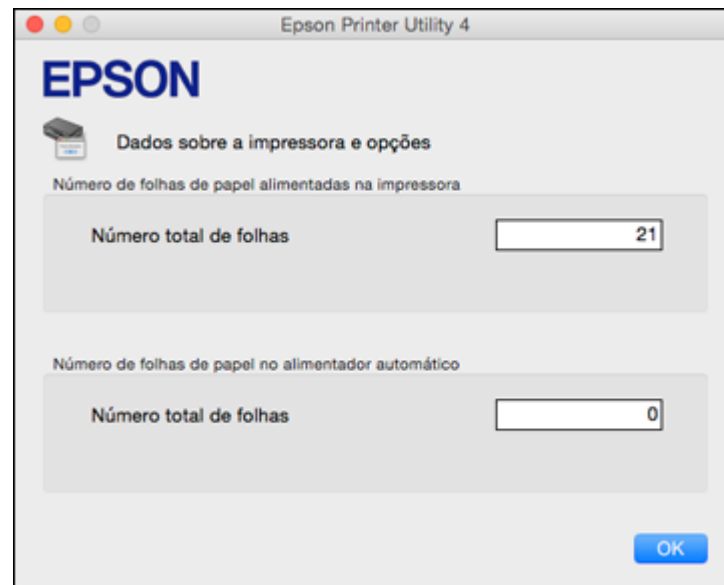 Epson Printer Utility 4
EPSON
Dados sobre a impressora e opções
Número de folhas de papel alimentadas na impressora
Número total de folhas 21
Número de folhas de papel no alimentador automático
Número total de folhas 0
OK